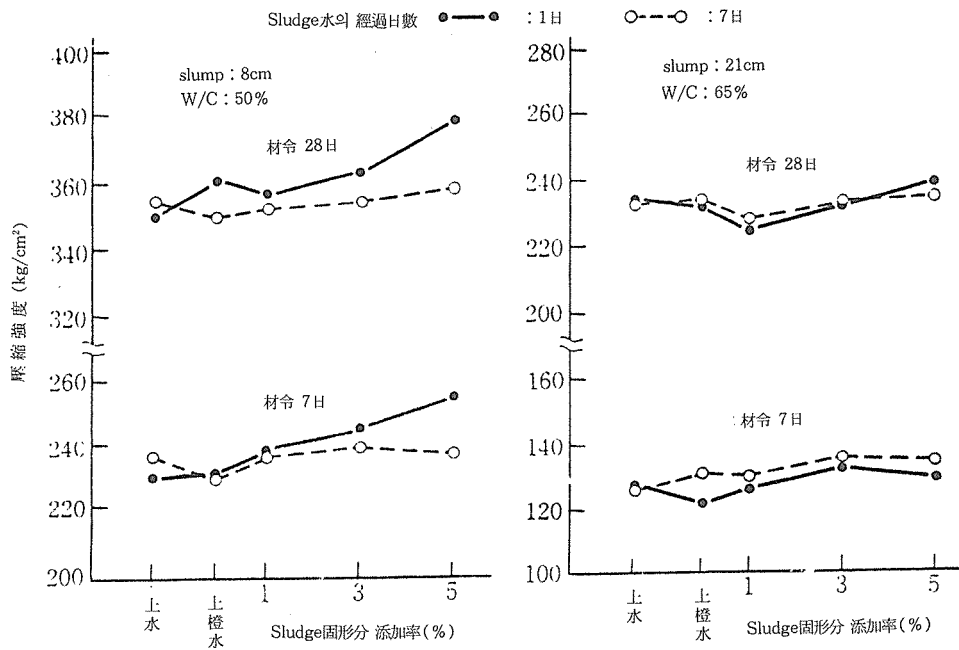 Sludge水의 經過日數 : 1日 : 7日
400
380
360
340
320
260
240
220
200
壓縮強度 (kg/cm²)
slump : 8cm
W/C : 50%
材令 28日
材令 7日
上水
上橙水
1
3
5
Sludge固形分 添加率(%)
280
260
240
220
200
160
140
120
100
slump : 21cm
W/C : 65%
材令 28日
材令 7日
上水
上橙水
1
3
5
Sludge固形分 添加率(%)